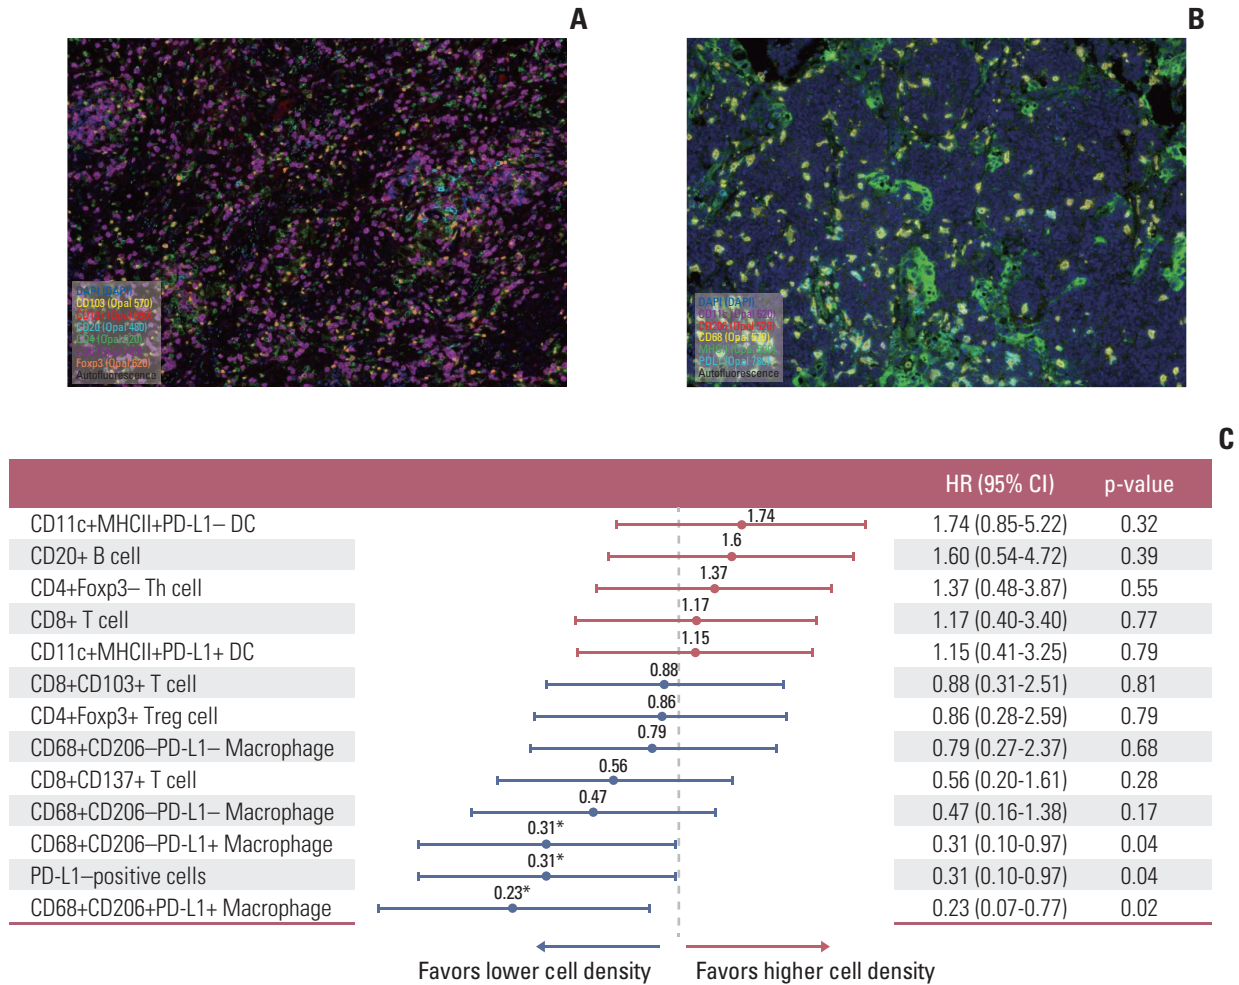 A
B
DAPI (DAPI)
CD103 (Opal 570)
CD20 (Opal 480)
Foxp3 (Opal 620)
Autofluorescence
DAPI (DAPI)
CD11c (Opal 620)
CD206 (Opal 520)
CD68 (Opal 570)
Autofluorescence
C
HR (95% CI) p-value
CD11c+MHCII+PD-L1– DC 1.74 1.74 (0.85-5.22) 0.32
CD20+ B cell 1.6 1.60 (0.54-4.72) 0.39
CD4+Foxp3– Th cell 1.37 1.37 (0.48-3.87) 0.55
CD8+ T cell 1.17 1.17 (0.40-3.40) 0.77
CD11c+MHCII+PD-L1+ DC 1.15 1.15 (0.41-3.25) 0.79
CD8+CD103+ T cell 0.88 0.88 (0.31-2.51) 0.81
CD4+Foxp3+ Treg cell 0.86 0.86 (0.28-2.59) 0.79
CD68+CD206–PD-L1– Macrophage 0.79 0.79 (0.27-2.37) 0.68
CD8+CD137+ T cell 0.56 0.56 (0.20-1.61) 0.28
CD68+CD206–PD-L1– Macrophage 0.47 0.47 (0.16-1.38) 0.17
CD68+CD206–PD-L1+ Macrophage 0.31* 0.31 (0.10-0.97) 0.04
PD-L1–positive cells 0.31* 0.31 (0.10-0.97) 0.04
CD68+CD206+PD-L1+ Macrophage 0.23* 0.23 (0.07-0.77) 0.02
Favors lower cell density Favors higher cell density